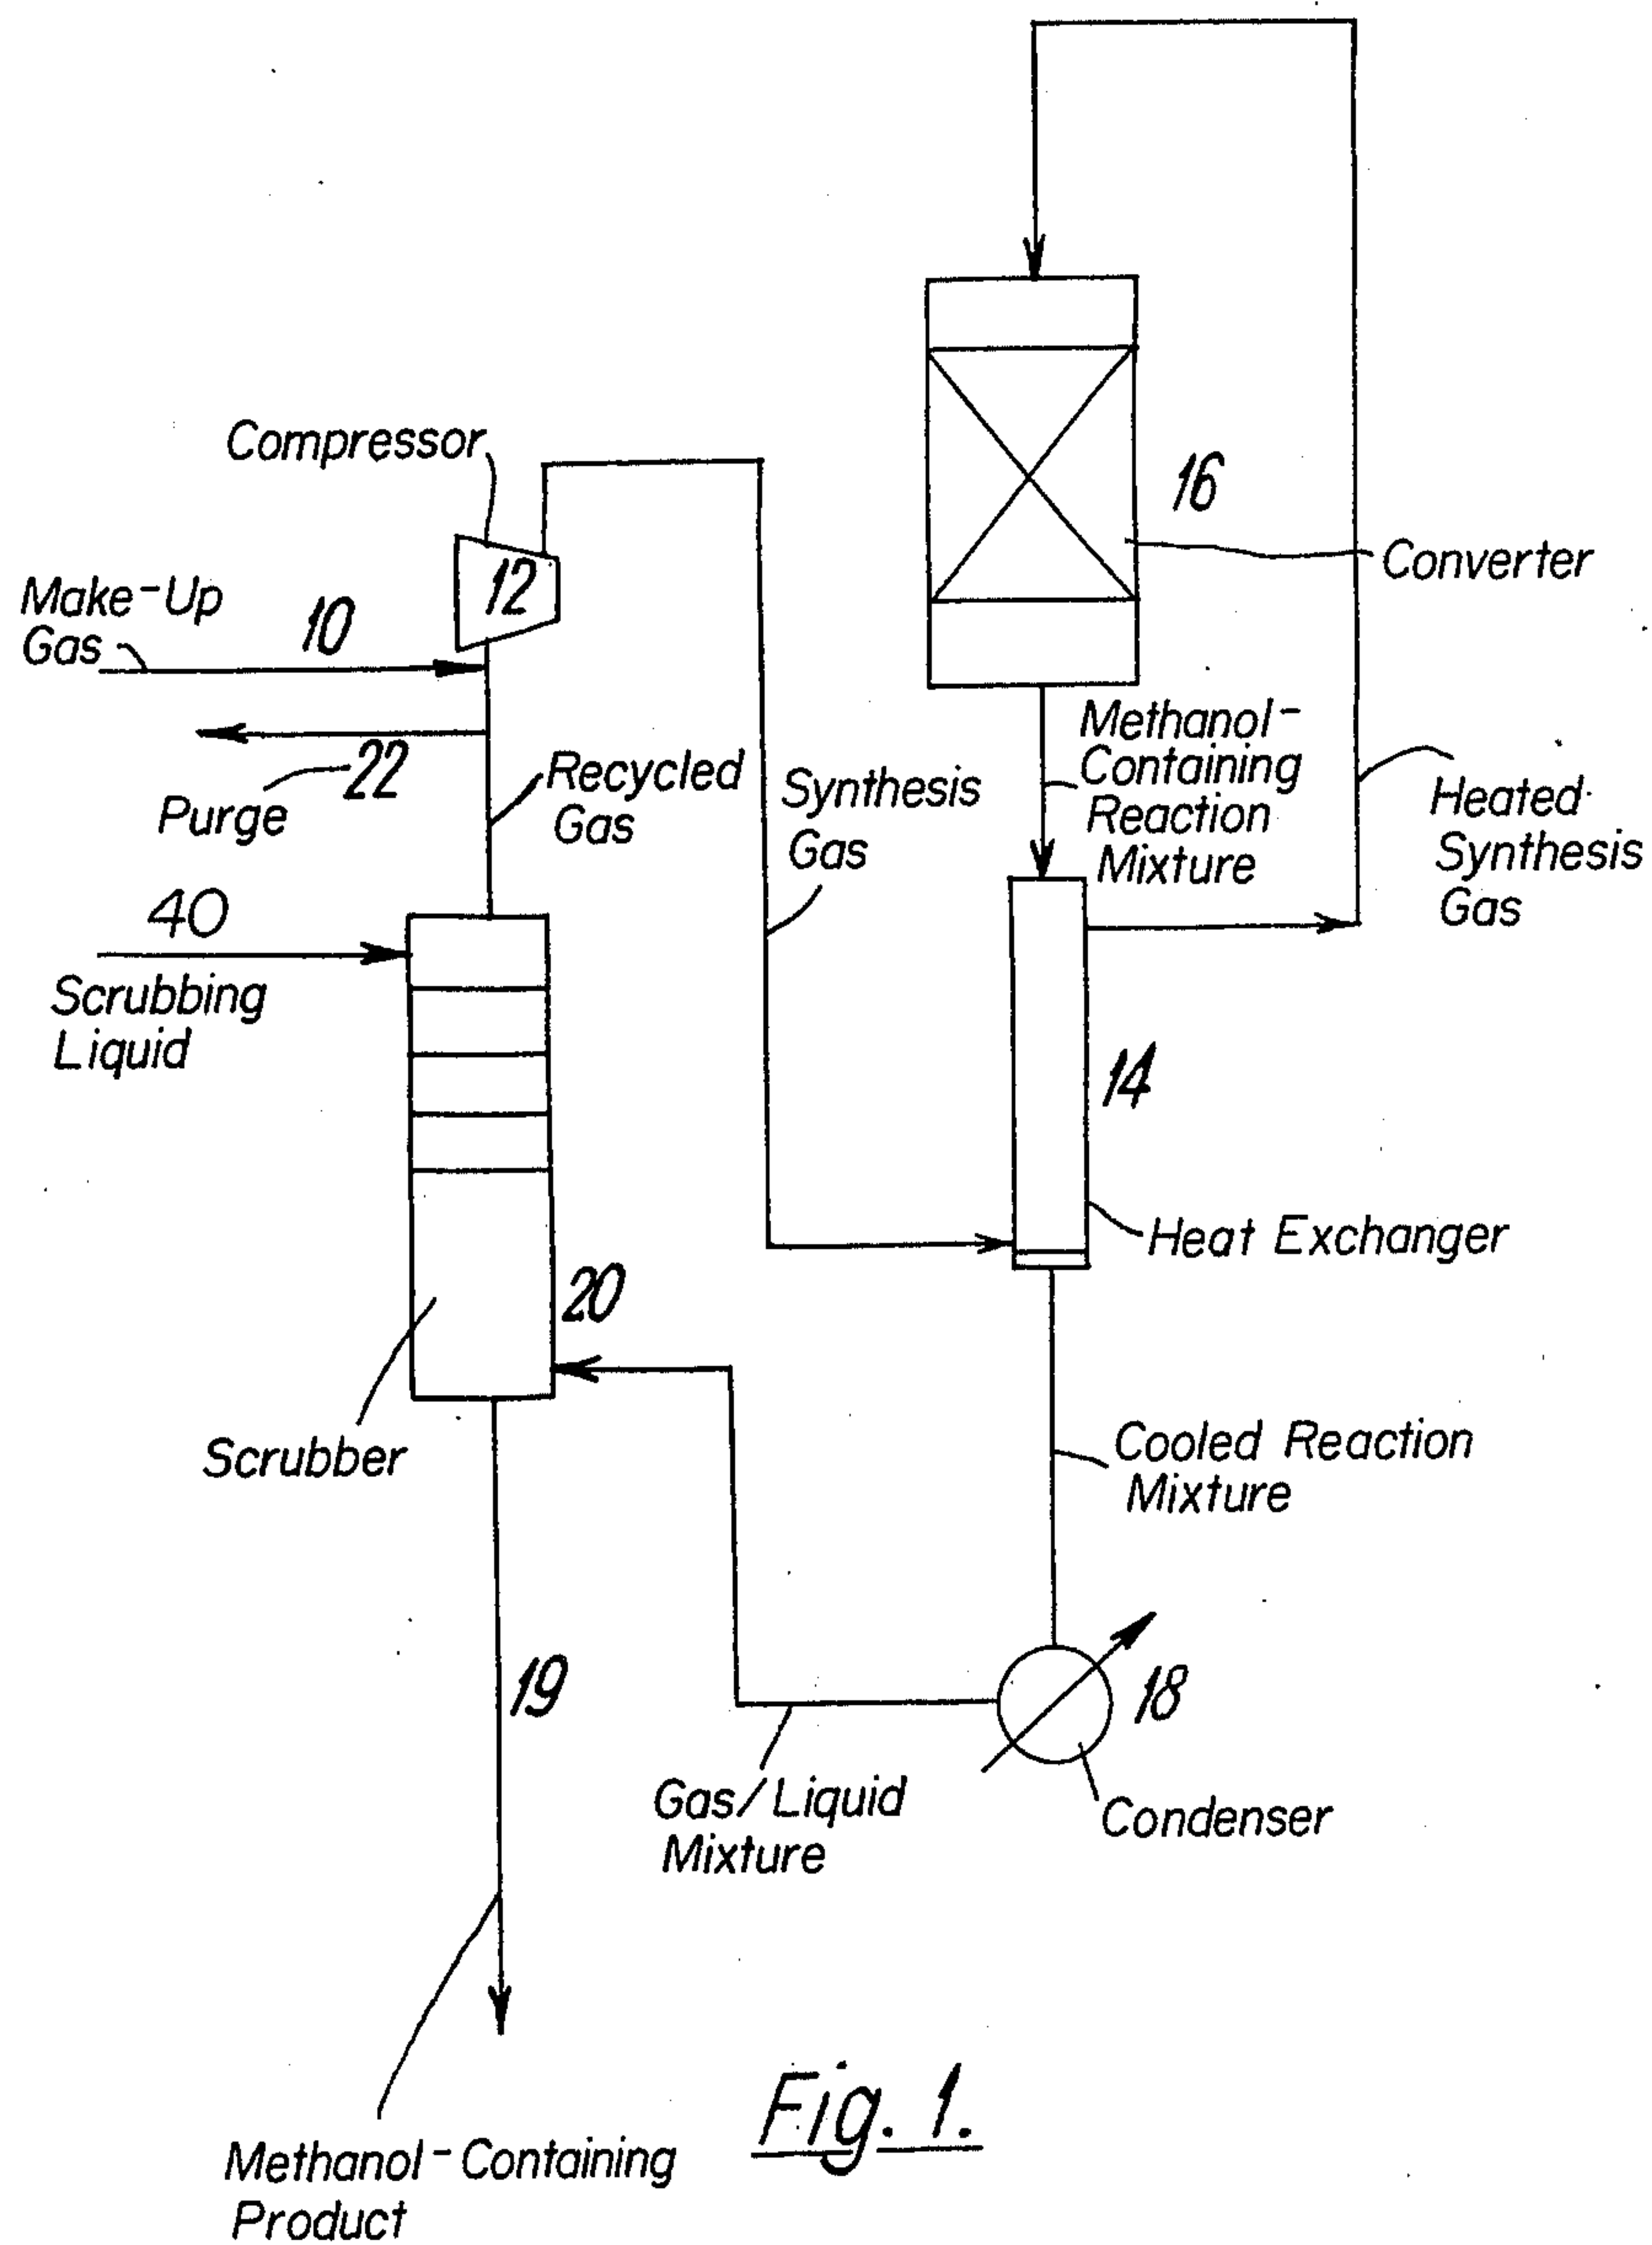 Compressor
12
Make-Up
Gas
10
22
Purge
Recycled
Gas
40
Scrubbing
Liquid
20
Scrubber
19
Methanol-Containing
Product
Synthesis
Gas
16
Converter
Methanol-
Containing
Reaction
Mixture
Heated
Synthesis
Gas
14
Heat Exchanger
Cooled Reaction
Mixture
18
Condenser
Gas/Liquid
Mixture
Fig. 1.